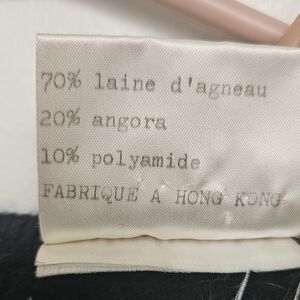 70% laine d'agneau
20% angora
10% polyamide
FABRIQUE A HONG KONG